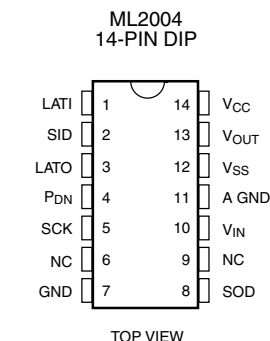 ML2004
14-PIN DIP
LATI 1 14 VCC
SID 2 13 VOUT
LATO 3 12 VSS
PDN 4 11 A GND
SCK 5 10 VIN
NC 6 9 NC
GND 7 8 SOD
TOP VIEW